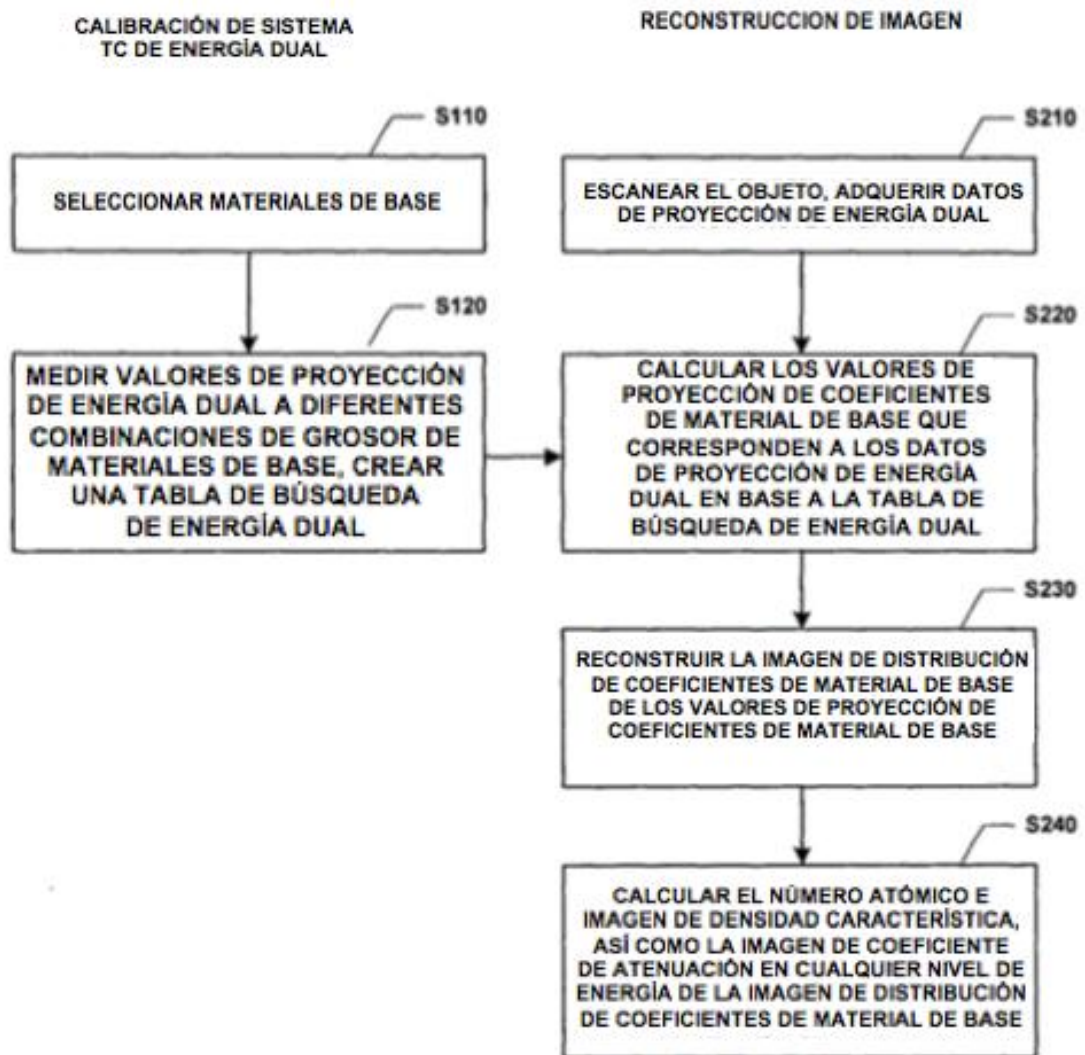 CALIBRACIÓN DE SISTEMA
TC DE ENERGÍA DUAL
S110
SELECCIONAR MATERIALES DE BASE
S120
MEDIR VALORES DE PROYECCIÓN
DE ENERGÍA DUAL A DIFERENTES
COMBINACIONES DE GROSOR DE
MATERIALES DE BASE, CREAR
UNA TABLA DE BÚSQUEDA
DE ENERGÍA DUAL
RECONSTRUCCION DE IMAGEN
S210
ESCANEAR EL OBJETO, ADQUERIR DATOS
DE PROYECCIÓN DE ENERGÍA DUAL
S220
CALCULAR LOS VALORES DE
PROYECCIÓN DE COEFICIENTES
DE MATERIAL DE BASE QUE
CORRESPONDEN A LOS DATOS
DE PROYECCIÓN DE ENERGÍA
DUAL EN BASE A LA TABLA DE
BÚSQUEDA DE ENERGÍA DUAL
S230
RECONSTRUIR LA IMAGEN DE DISTRIBUCIÓN
DE COEFICIENTES DE MATERIAL DE BASE
DE LOS VALORES DE PROYECCIÓN DE
COEFICIENTES DE MATERIAL DE BASE
S240
CALCULAR EL NÚMERO ATÓMICO E
IMAGEN DE DENSIDAD CARACTERÍSTICA,
ASÍ COMO LA IMAGEN DE COEFICIENTE
DE ATENUACIÓN EN CUALQUIER NIVEL DE
ENERGÍA DE LA IMAGEN DE DISTRIBUCIÓN
DE COEFICIENTES DE MATERIAL DE BASE